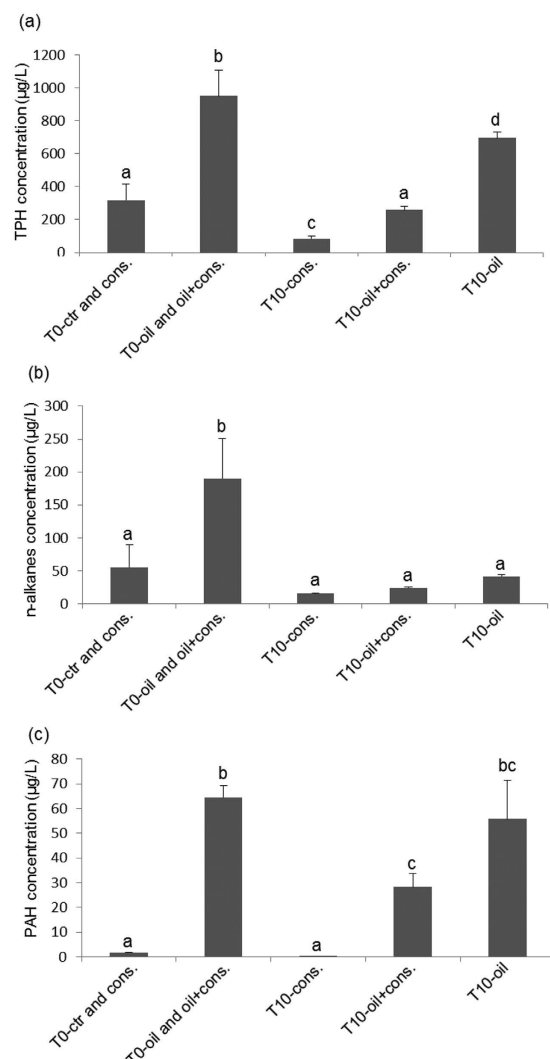 (a)
TPH concentration (µg/L)
1200
1000
800
600
400
200
0
a
b
c
a
d
T0-ctr and cons.
T0-oil and oil+cons.
T10-cons.
T10-oil+cons.
T10-oil
(b)
n-alkanes concentration (µg/L)
300
250
200
150
100
50
0
a
b
a
a
a
T0-ctr and cons.
T0-oil and oil+cons.
T10-cons.
T10-oil+cons.
T10-oil
(c)
PAH concentration (µg/L)
80
70
60
50
40
30
20
10
0
a
b
a
c
bc
T0-ctr and cons.
T0-oil and oil+cons.
T10-cons.
T10-oil+cons.
T10-oil